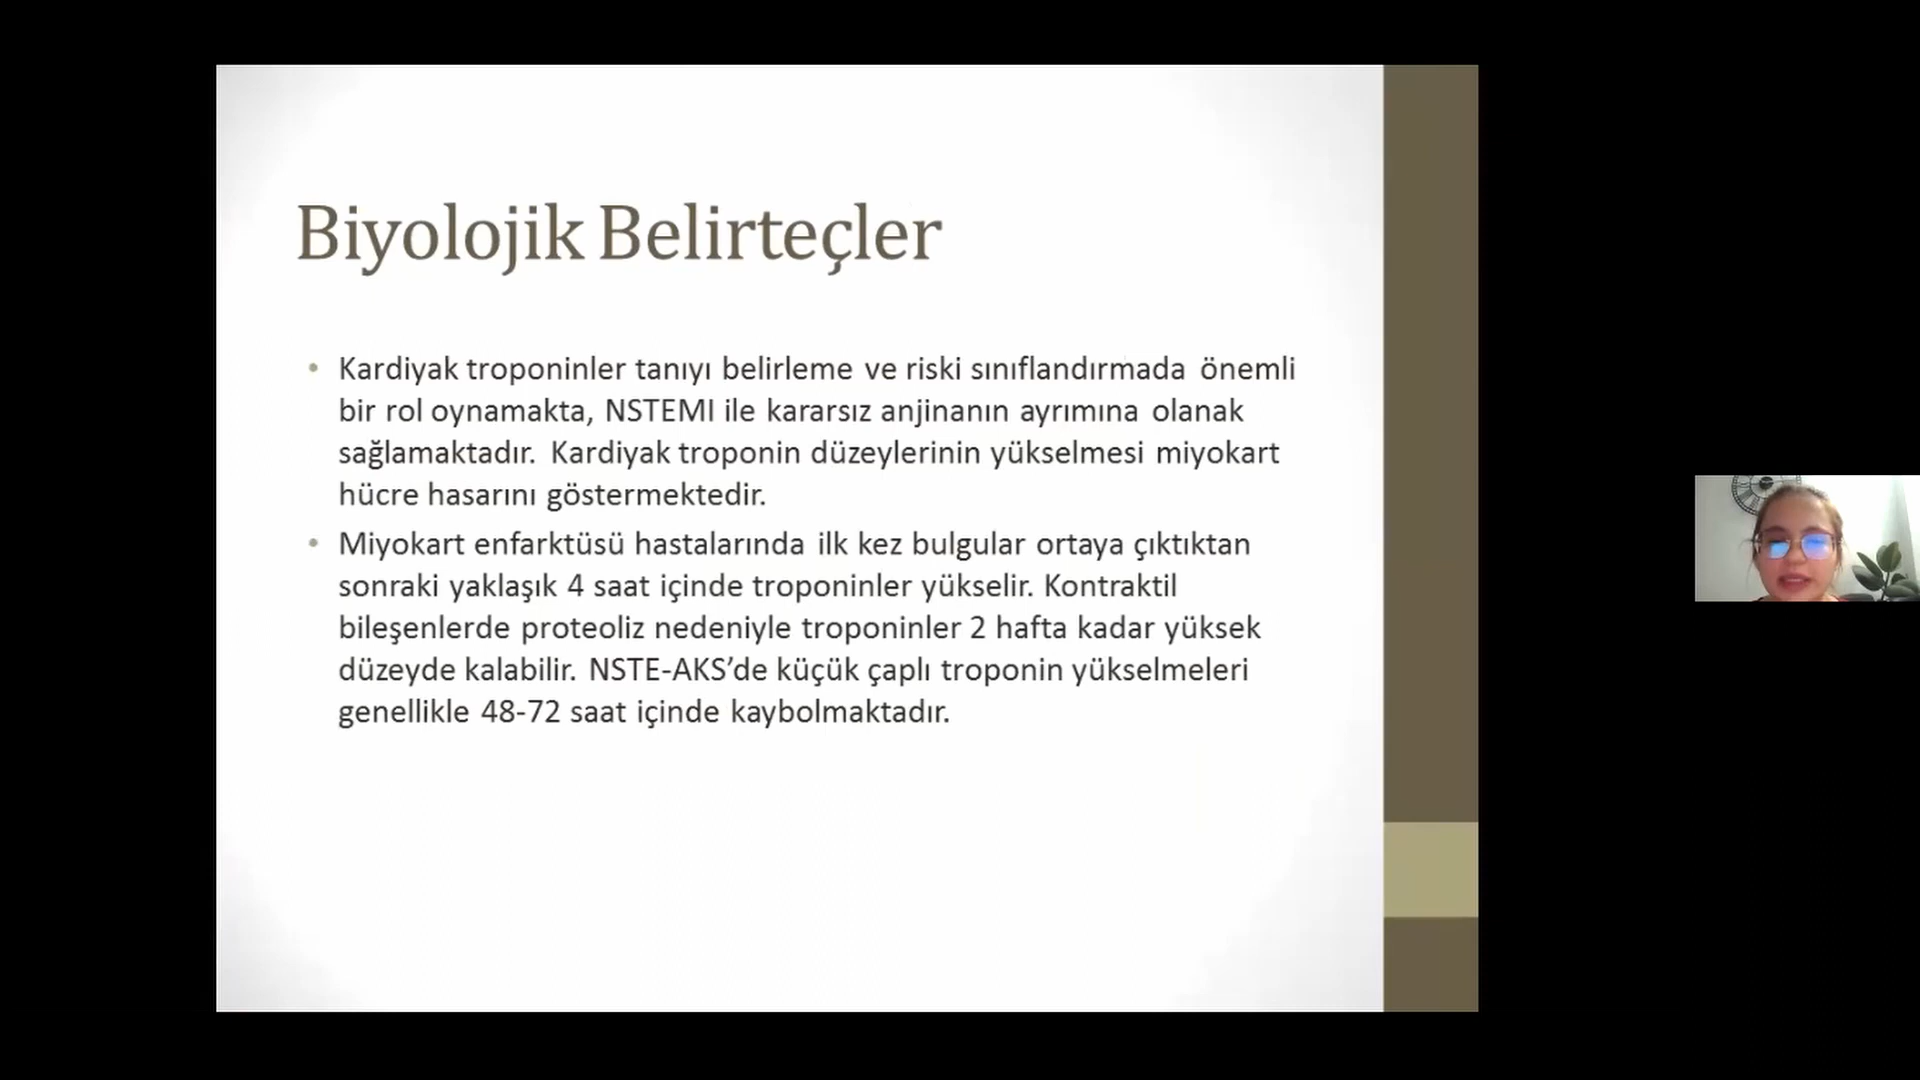 Biyolojik Belirteçler
• Kardiyak troponinler tanıyı belirleme ve riski sınıflandırmada önemli
bir rol oynamakta, NSTEMI ile kararsız anjinanın ayrımına olanak
sağlamaktadır. Kardiyak troponin düzeylerinin yükselmesi miyokart
hücre hasarını göstermektedir.
• Miyokart enfarktüsü hastalarında ilk kez bulgular ortaya çıktıktan
sonraki yaklaşık 4 saat içinde troponinler yükselir. Kontraktil
bileşenlerde proteoliz nedeniyle troponinler 2 hafta kadar yüksek
düzeyde kalabilir. NSTE-AKS’de küçük çaplı troponin yükselmeleri
genellikle 48-72 saat içinde kaybolmaktadır.